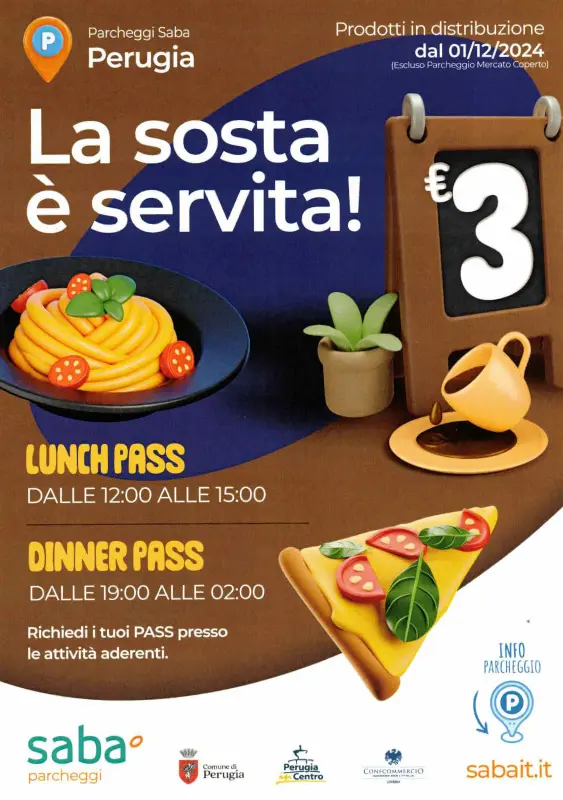 Parcheggi Saba
Perugia
Prodotti in distribuzione
dal 01/12/2024
(Escluso Parcheggio Mercato Coperto)
La sosta
è servita!
€3
LUNCH PASS
DALLE 12:00 ALLE 15:00
DINNER PASS
DALLE 19:00 ALLE 02:00
Richiedi i tuoi PASS presso
le attività aderenti.
INFO
PARCHEGGIO
P
saba
parcheggi
Comune di
Perugia
Perugia
in Centro
CONFCOMMERCIO
sabait.it